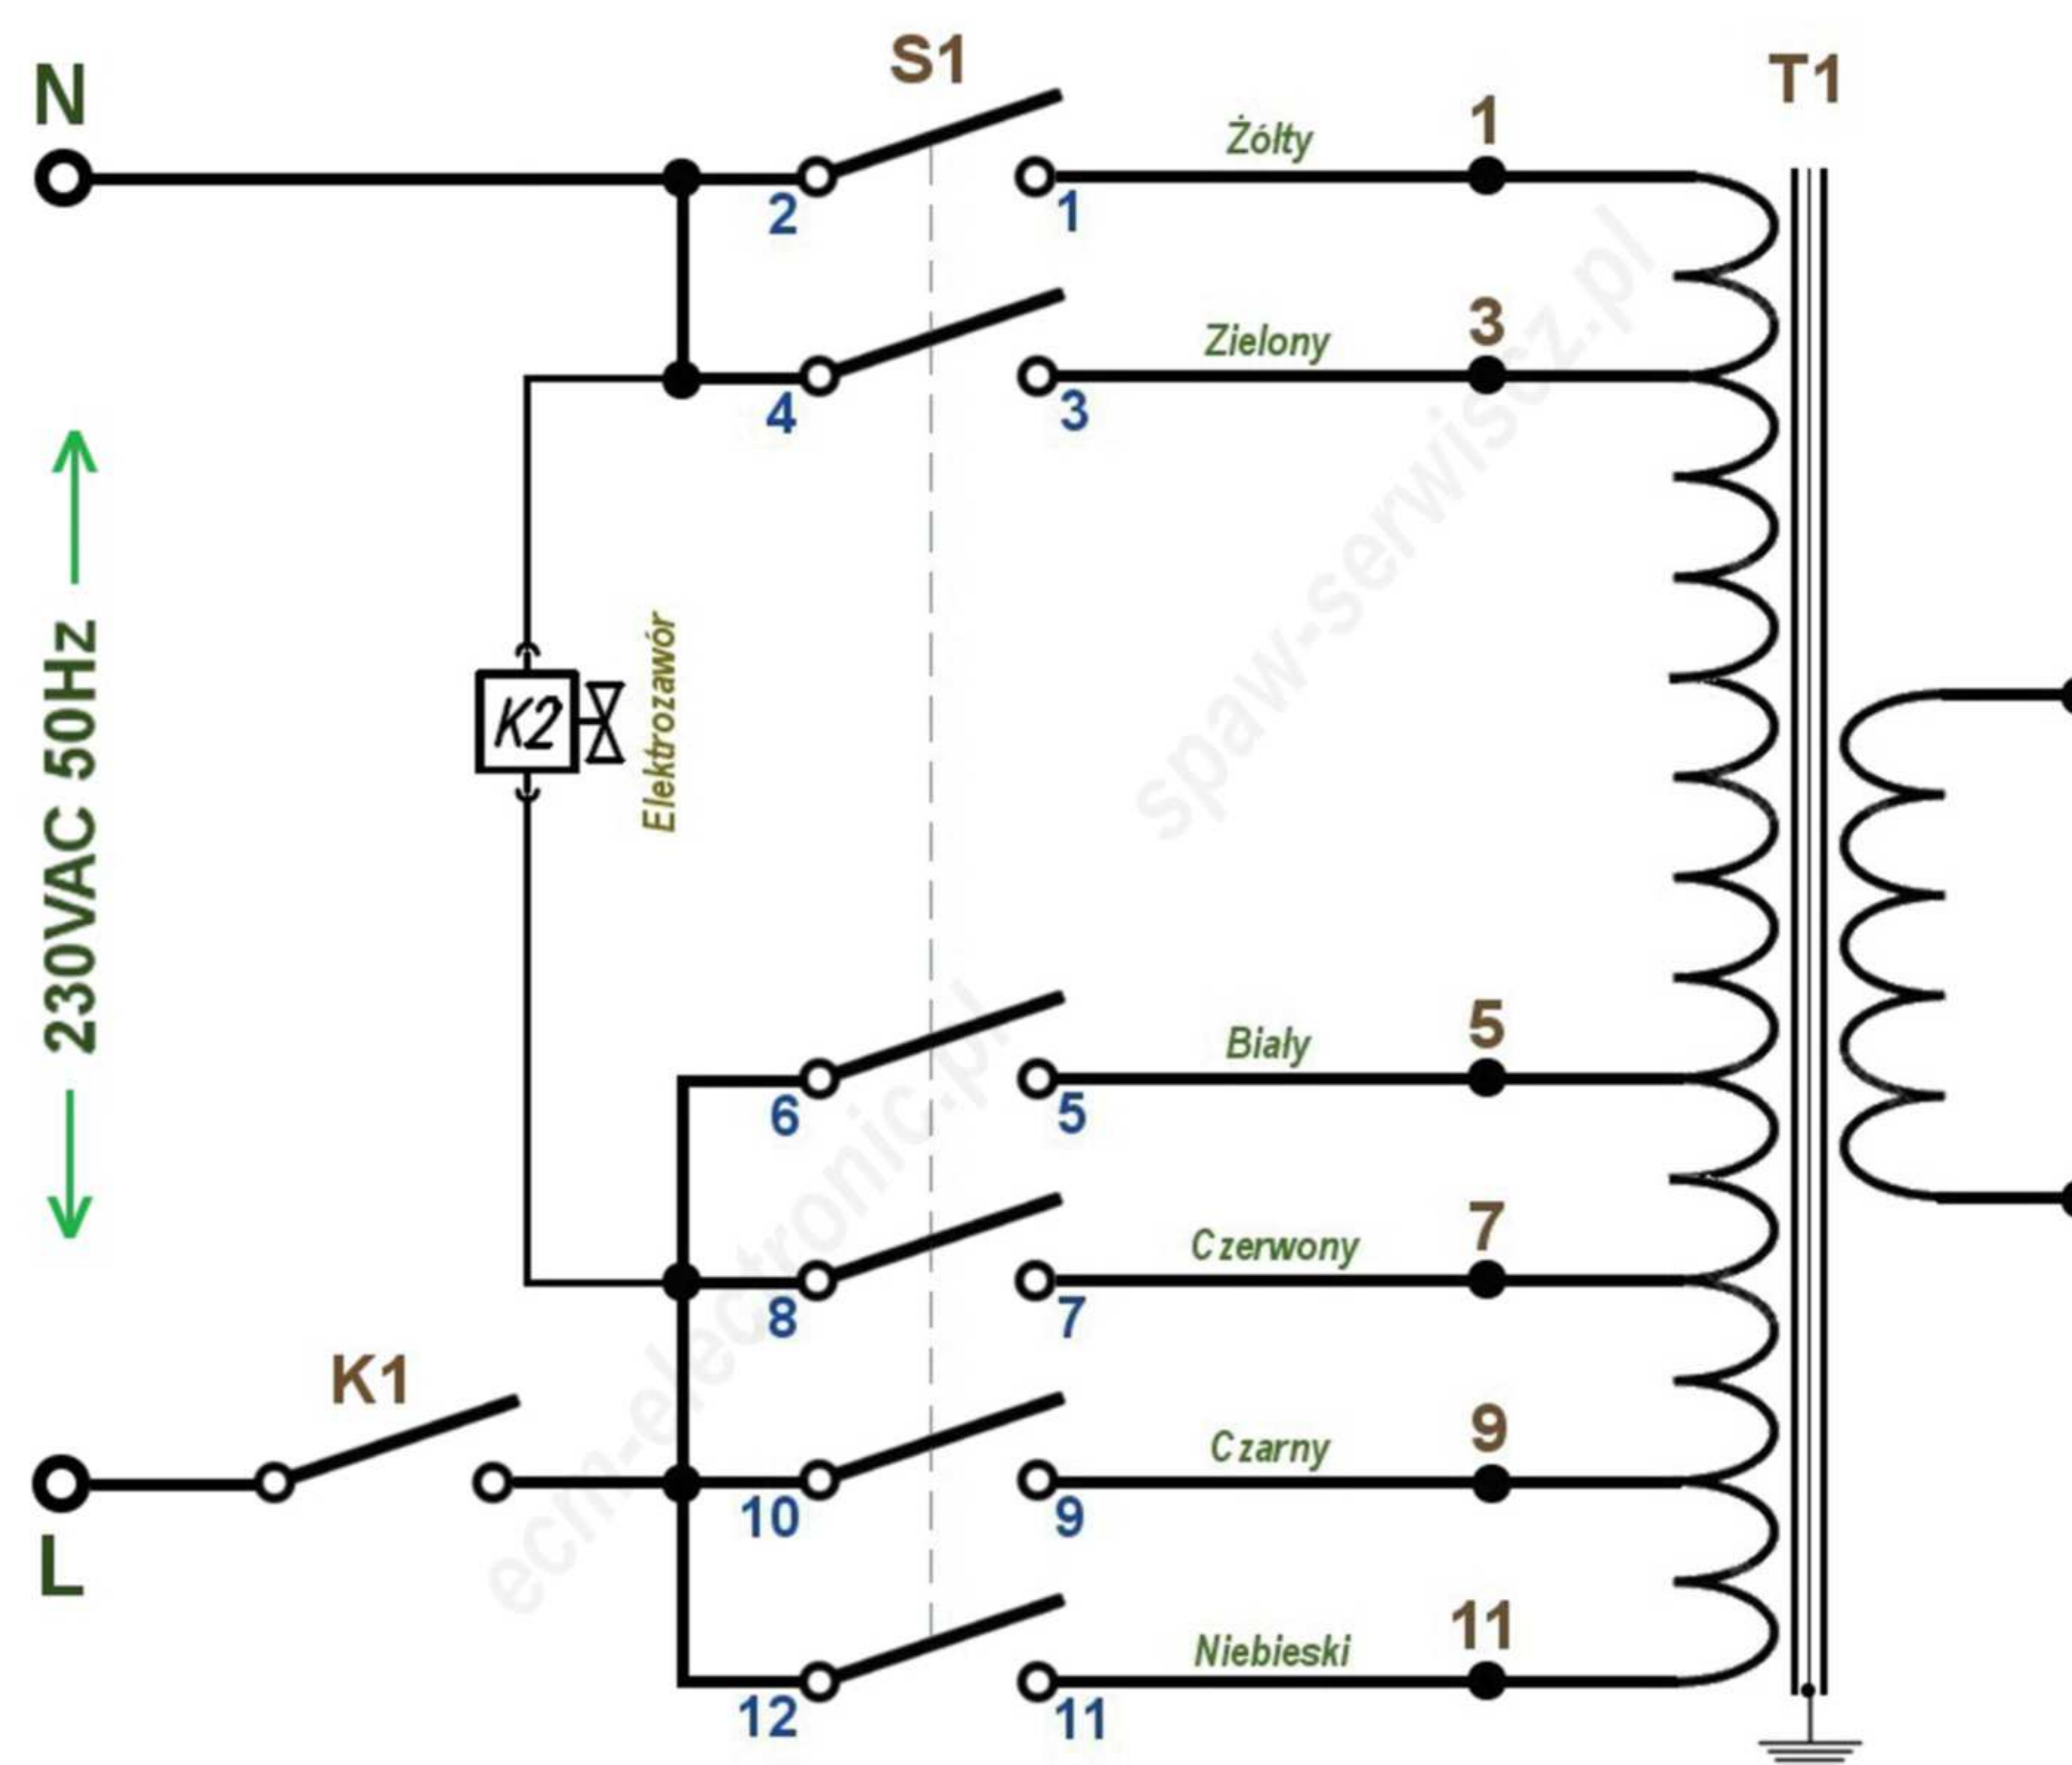 S1
T1
N
Żółty
1
2
1
Zielony
3
4
3
230VAC 50Hz
K2
Elektrozawór
spaw-serwiscz.pl
Biały
5
6
5
Czerwony
7
8
7
K1
Czarny
9
10
9
L
Niebieski
11
12
11
ecm-electronic.pl